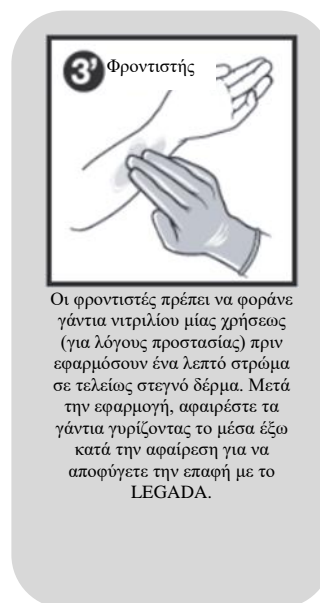 3’ Φροντιστής
Οι φροντιστές πρέπει να φοράνε
γάντια νιτριλίου μίας χρήσεως
(για λόγους προστασίας) πριν
εφαρμόσουν ένα λεπτό στρώμα
σε τελείως στεγνό δέρμα. Μετά
την εφαρμογή, αφαιρέστε τα
γάντια γυρίζοντας το μέσα έξω
κατά την αφαίρεση για να
αποφύγετε την επαφή με το
LEGADA.